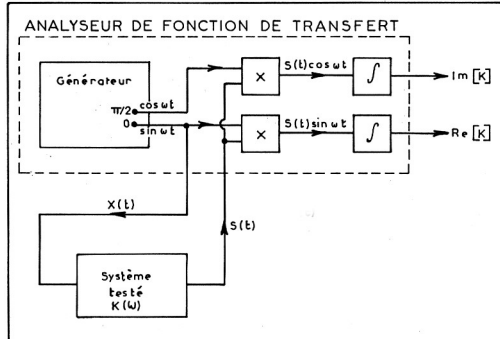 ANALYSEUR DE FONCTION DE TRANSFERT
Générateur
π/2 cos ωt
0 sin ωt
× S(t)cos ωt ∫ Im [K]
× S(t)sin ωt ∫ Re [K]
X(t)
S(t)
Système
testé
K(W)